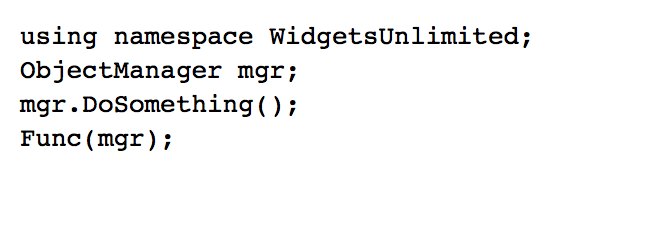 using namespace WidgetsUnlimited;
ObjectManager mgr;
mgr.DoSomething();
Func(mgr);